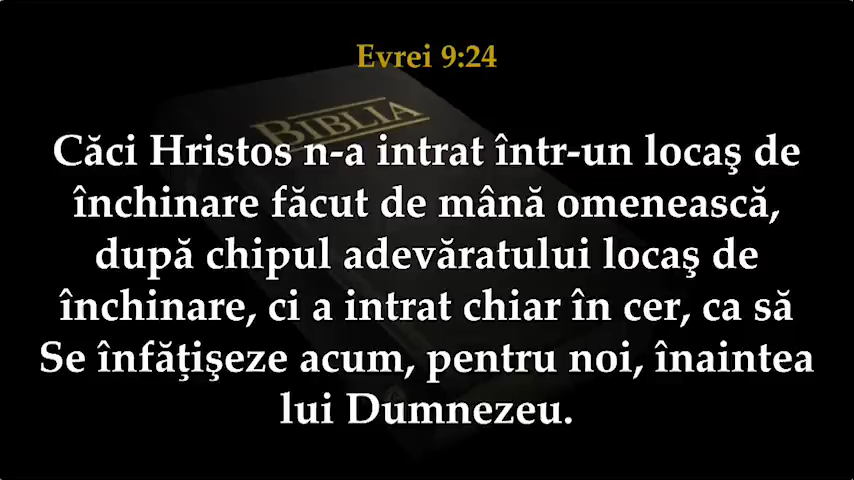 Evrei 9:24
BIBLIA
Căci Hristos n-a intrat într-un locaş de
închinare făcut de mână omenească,
după chipul adevăratului locaş de
închinare, ci a intrat chiar în cer, ca să
Se înfăţişeze acum, pentru noi, înaintea
lui Dumnezeu.